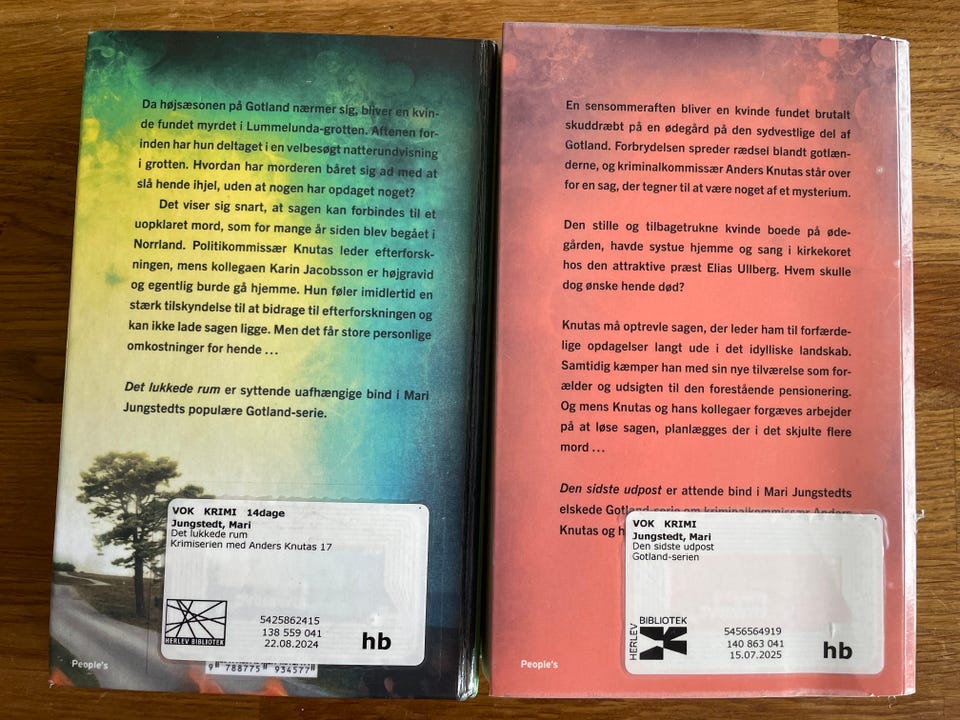 Da højsæsonen på Gotland nærmer sig, bliver en kvin-
de fundet myrdet i Lummelunda-grotten. Aftenen for-
inden har hun deltaget i en velbesøgt natterundvisning
i grotten. Hvordan har morderen båret sig ad med at
slå hende ihjel, uden at nogen har opdaget noget?
Det viser sig snart, at sagen kan forbindes til et
uopklaret mord, som for mange år siden blev begået i
Norrland. Politikommissær Knutas leder efterforsk-
ningen, mens kollegaen Karin Jacobsson er højgravid
og egentlig burde gå hjemme. Hun føler imidlertid en
stærk tilskyndelse til at bidrage til efterforskningen og
kan ikke lade sagen ligge. Men det får store personlige
omkostninger for hende ...
Det lukkede rum er syttende uafhængige bind i Mari
Jungstedts populære Gotland-serie.
VOK KRIMI 14dage
Jungstedt, Mari
Det lukkede rum
Krimiserien med Anders Knutas 17
HERLEV BIBLIOTEK
5425862415
138 559 041
22.08.2024
hb
People's
9 788775 934577
En sensommeraften bliver en kvinde fundet brutalt
skuddræbt på en ødegård på den sydvestlige del af
Gotland. Forbrydelsen spreder rædsel blandt gotlæn-
derne, og kriminalkommissær Anders Knutas står over
for en sag, der tegner til at være noget af et mysterium.
Den stille og tilbagetrukne kvinde boede på øde-
gården, havde systue hjemme og sang i kirkekoret
hos den attraktive præst Elias Ullberg. Hvem skulle
dog ønske hende død?
Knutas må optrevle sagen, der leder ham til forfærde-
lige opdagelser langt ude i det idylliske landskab.
Samtidig kæmper han med sin nye tilværelse som for-
ælder og udsigten til den forestående pensionering.
Og mens Knutas og hans kollegaer forgæves arbejder
på at løse sagen, planlægges der i det skjulte flere
mord ...
Den sidste udpost er attende bind i Mari Jungstedts
elskede Gotland-serie om kriminalkommissær Anders
Knutas og h
VOK KRIMI
Jungstedt, Mari
Den sidste udpost
Gotland-serien
HERLEV BIBLIOTEK
5456564919
140 863 041
15.07.2025
hb
People's